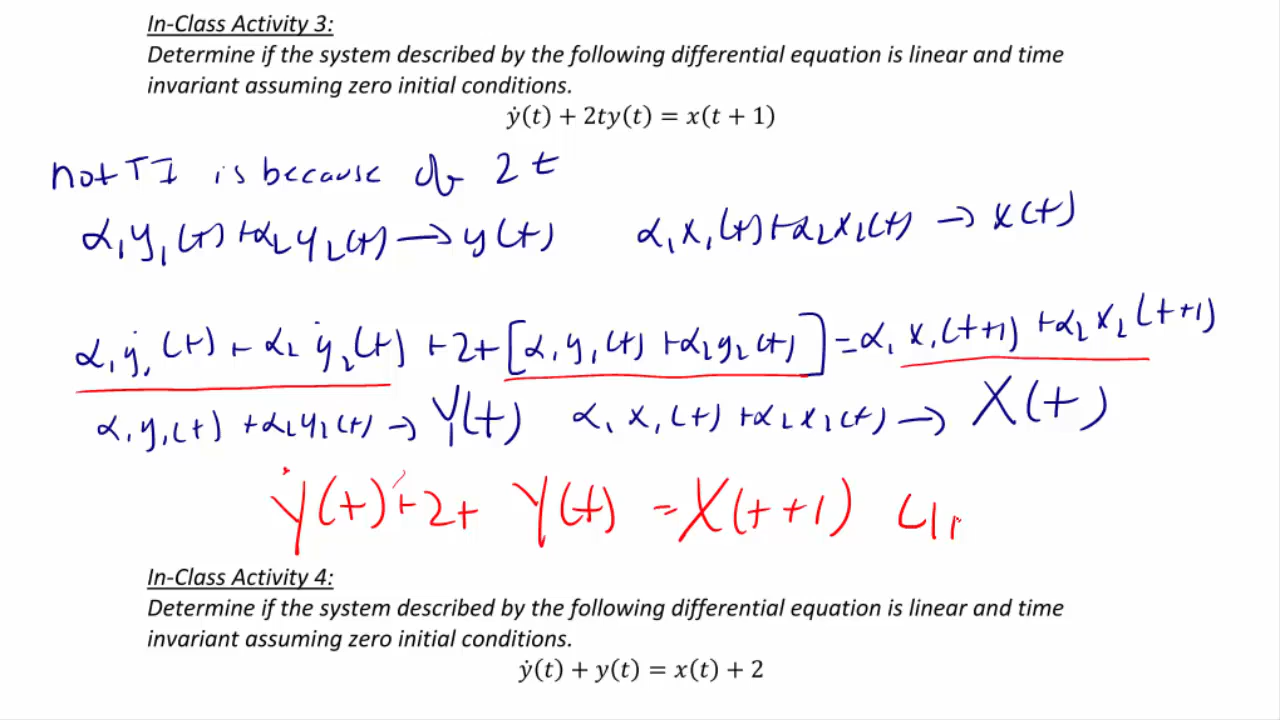 In-Class Activity 3:
Determine if the system described by the following differential equation is linear and time
invariant assuming zero initial conditions.
ẏ(t) + 2ty(t) = x(t + 1)
not TI is because of 2t
α₁y₁(t)+α₂y₂(t) → y(t) α₁x₁(t)+α₂x₂(t) → x(t)
α₁ẏ₁(t) + α₂ẏ₂(t) + 2t[α₁y₁(t) + α₂y₂(t)] = α₁x₁(t+1) + α₂x₂(t+1)
α₁y₁(t) + α₂y₂(t) → Y(t) α₁x₁(t) + α₂x₂(t) → X(t)
Ẏ(t) + 2t Y(t) = X(t+1) Lin
In-Class Activity 4:
Determine if the system described by the following differential equation is linear and time
invariant assuming zero initial conditions.
ẏ(t) + y(t) = x(t) + 2